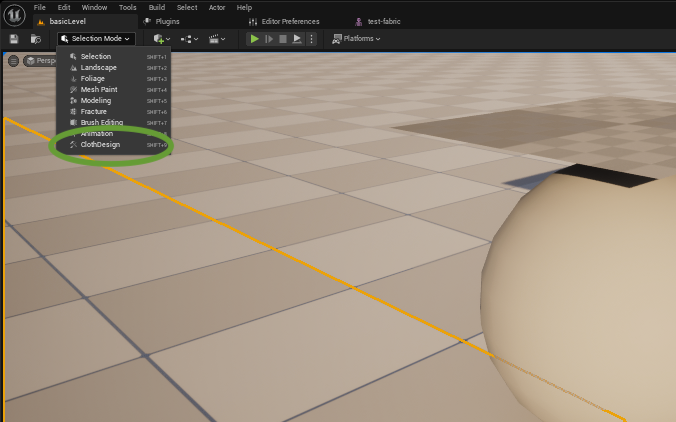 File Edit Window Tools Build Select Actor Help
basicLevel Plugins Editor Preferences test-fabric
Selection Mode Platforms
Persp
Selection SHIFT+1
Landscape SHIFT+2
Foliage SHIFT+3
Mesh Paint SHIFT+4
Modeling SHIFT+5
Fracture SHIFT+6
Brush Editing SHIFT+7
Animation
ClothDesign SHIFT+9